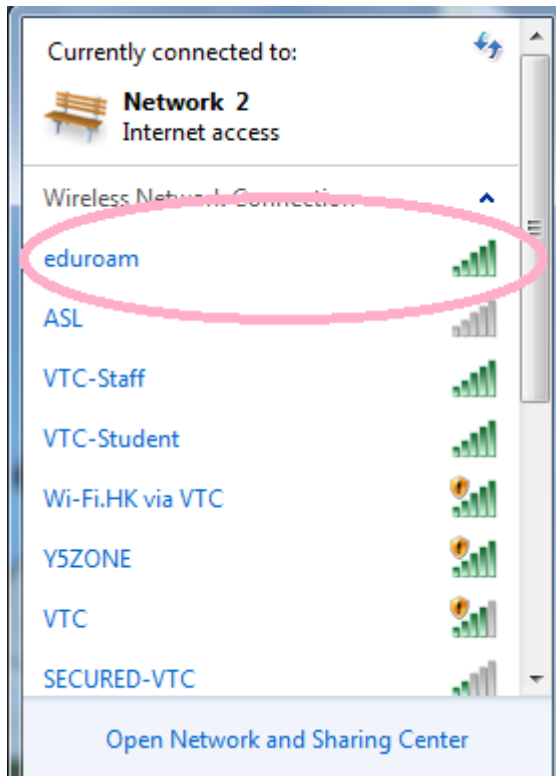 Currently connected to:
Network 2
Internet access
Wireless Network Connection
eduroam
ASL
VTC-Staff
VTC-Student
Wi-Fi.HK via VTC
Y5ZONE
VTC
SECURED-VTC
Open Network and Sharing Center